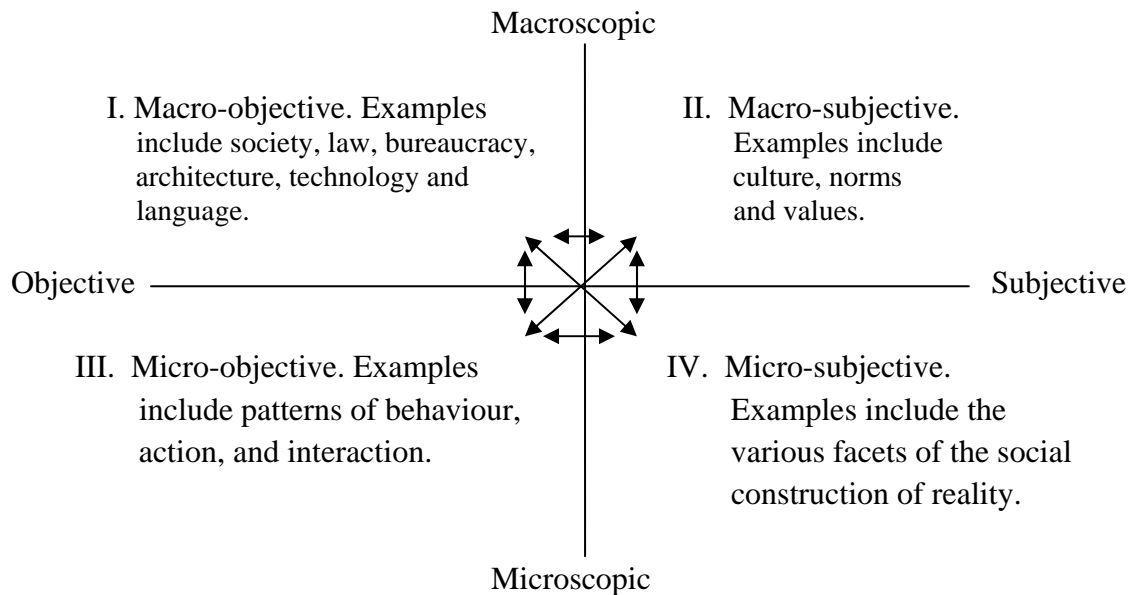 Macroscopic
I. Macro-objective. Examples
include society, law, bureaucracy,
architecture, technology and
language.
II. Macro-subjective.
Examples include
culture, norms
and values.
Objective
Subjective
III. Micro-objective. Examples
include patterns of behaviour,
action, and interaction.
IV. Micro-subjective.
Examples include the
various facets of the social
construction of reality.
Microscopic